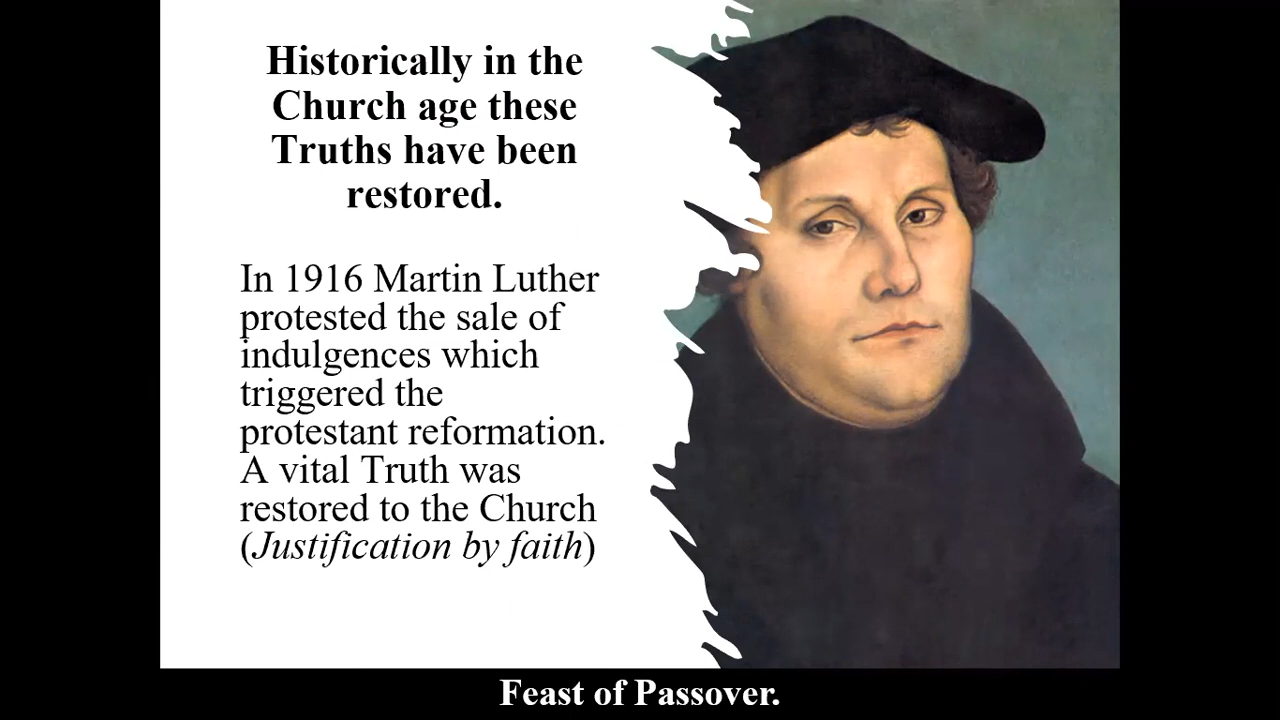 Historically in the
Church age these
Truths have been
restored.
In 1916 Martin Luther
protested the sale of
indulgences which
triggered the
protestant reformation.
A vital Truth was
restored to the Church
(Justification by faith)
Feast of Passover.